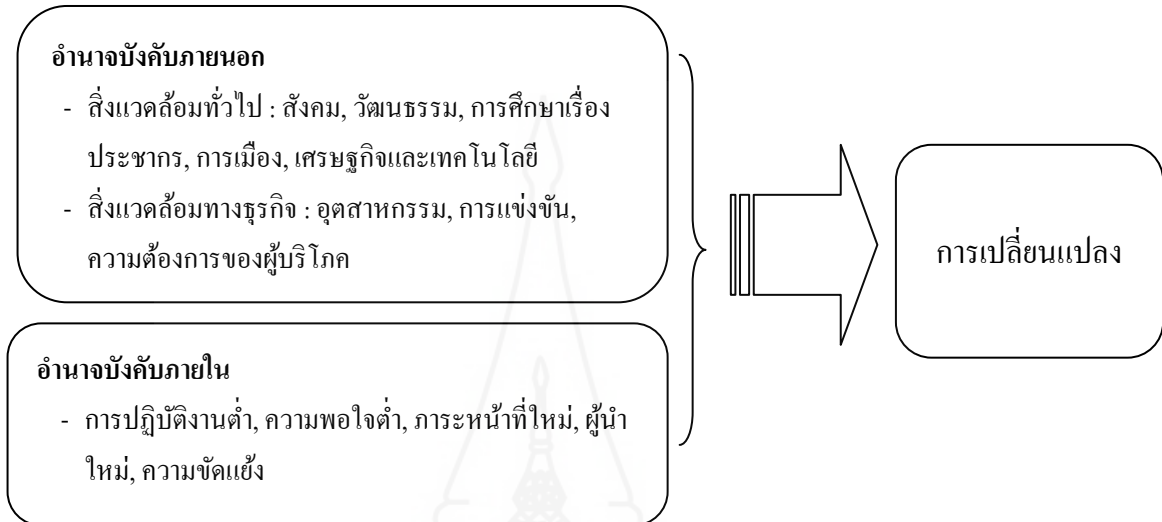 อำนาจบังคับภายนอก
- สิ่งแวดล้อมทั่วไป : สังคม, วัฒนธรรม, การศึกษาเรื่อง
ประชากร, การเมือง, เศรษฐกิจและเทคโนโลยี
- สิ่งแวดล้อมทางธุรกิจ : อุตสาหกรรม, การแข่งขัน,
ความต้องการของผู้บริโภค
การเปลี่ยนแปลง
อำนาจบังคับภายใน
- การปฏิบัติงานต่ำ, ความพอใจต่ำ, ภาระหน้าที่ใหม่, ผู้นำ
ใหม่, ความขัดแย้ง